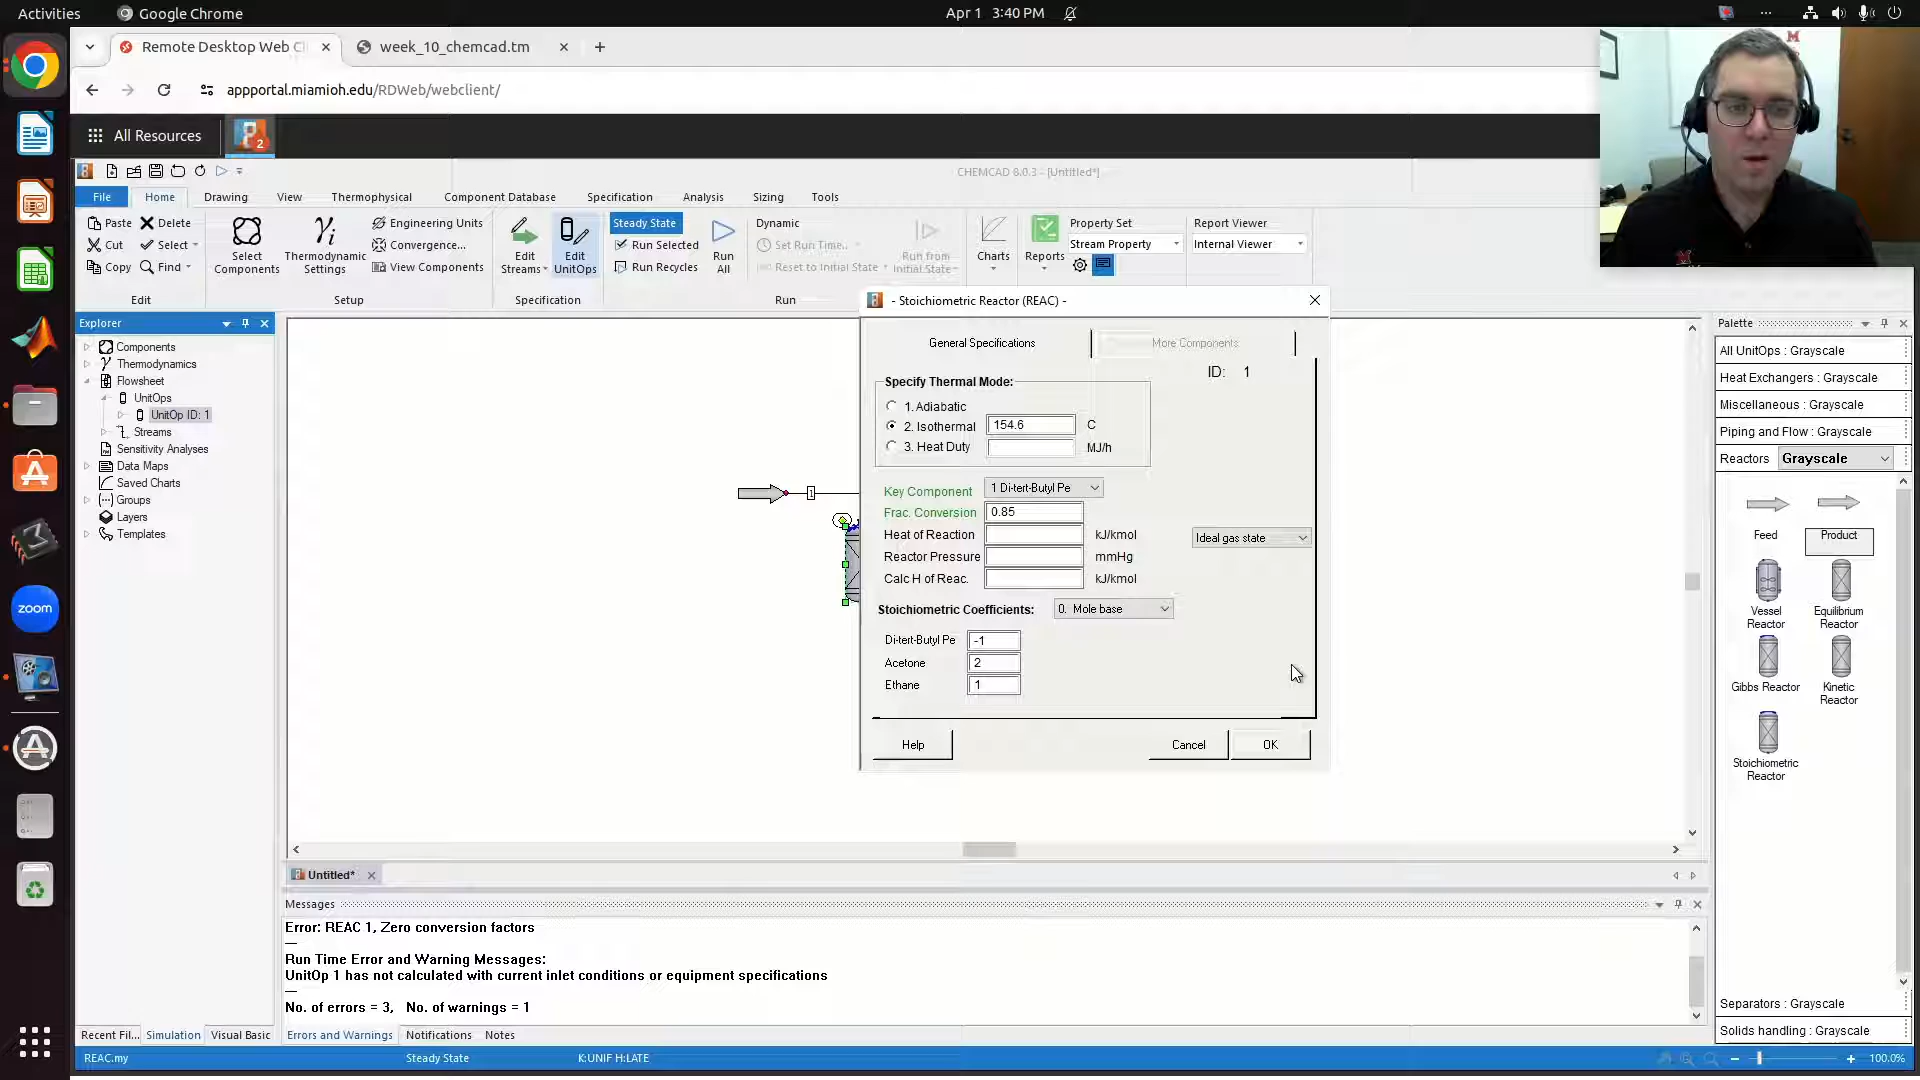 Activities
Google Chrome
Apr 1 3:40 PM
Remote Desktop Web Cl
week_10_chemcad.tm
appportal.miamioh.edu/RDWeb/webclient/
All Resources
2
CHEMCAD 8.0.3 - [Untitled*]
File
Home
Drawing
View
Thermophysical
Component Database
Specification
Analysis
Sizing
Tools
Paste
Delete
Cut
Select
Copy
Find
Edit
Select Components
Thermodynamic Settings
Engineering Units
Convergence...
View Components
Setup
Edit Streams
Edit UnitOps
Specification
Steady State
Run Selected
Run Recycles
Run All
Dynamic
Set Run Time...
Reset to Initial State
Run from Initial State
Run
Charts
Reports
Property Set
Stream Property
Report Viewer
Internal Viewer
Explorer
Components
Thermodynamics
Flowsheet
UnitOps
UnitOp ID: 1
Streams
Sensitivity Analyses
Data Maps
Saved Charts
Groups
Layers
Templates
1
- Stoichiometric Reactor (REAC) -
General Specifications
More Components
Specify Thermal Mode:
ID: 1
1. Adiabatic
2. Isothermal 154.6 C
3. Heat Duty MJ/h
Key Component 1 Di-tert-Butyl Pe
Frac. Conversion 0.85
Heat of Reaction kJ/kmol
Ideal gas state
Reactor Pressure mmHg
Calc H of Reac. kJ/kmol
Stoichiometric Coefficients: 0. Mole base
Di-tert-Butyl Pe -1
Acetone 2
Ethane 1
Help
Cancel
OK
Palette
All UnitOps : Grayscale
Heat Exchangers : Grayscale
Miscellaneous : Grayscale
Piping and Flow : Grayscale
Reactors Grayscale
Feed
Product
Vessel Reactor
Equilibrium Reactor
Gibbs Reactor
Kinetic Reactor
Stoichiometric Reactor
Separators : Grayscale
Solids handling : Grayscale
Untitled*
Messages
Error: REAC 1, Zero conversion factors
---
Run Time Error and Warning Messages:
UnitOp 1 has not calculated with current inlet conditions or equipment specifications
---
No. of errors = 3, No. of warnings = 1
Recent Fil...
Simulation
Visual Basic
Errors and Warnings
Notifications
Notes
REAC.my
Steady State
K:UNIF H:LATE
100.0%
zoom